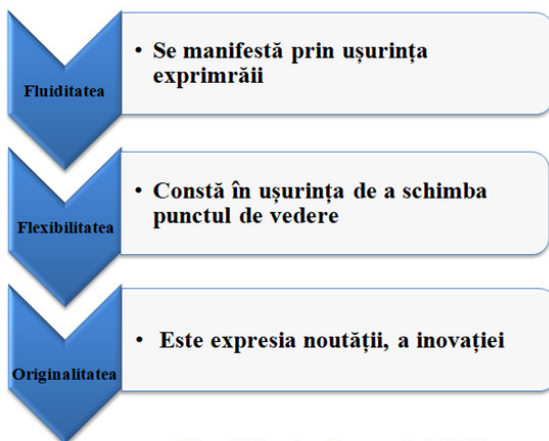 Fluiditatea
• Se manifestă prin ușurința
exprimrăii
Flexibilitatea
• Constă în ușurința de a schimba
punctul de vedere
Originalitatea
• Este expresia noutății, a inovației